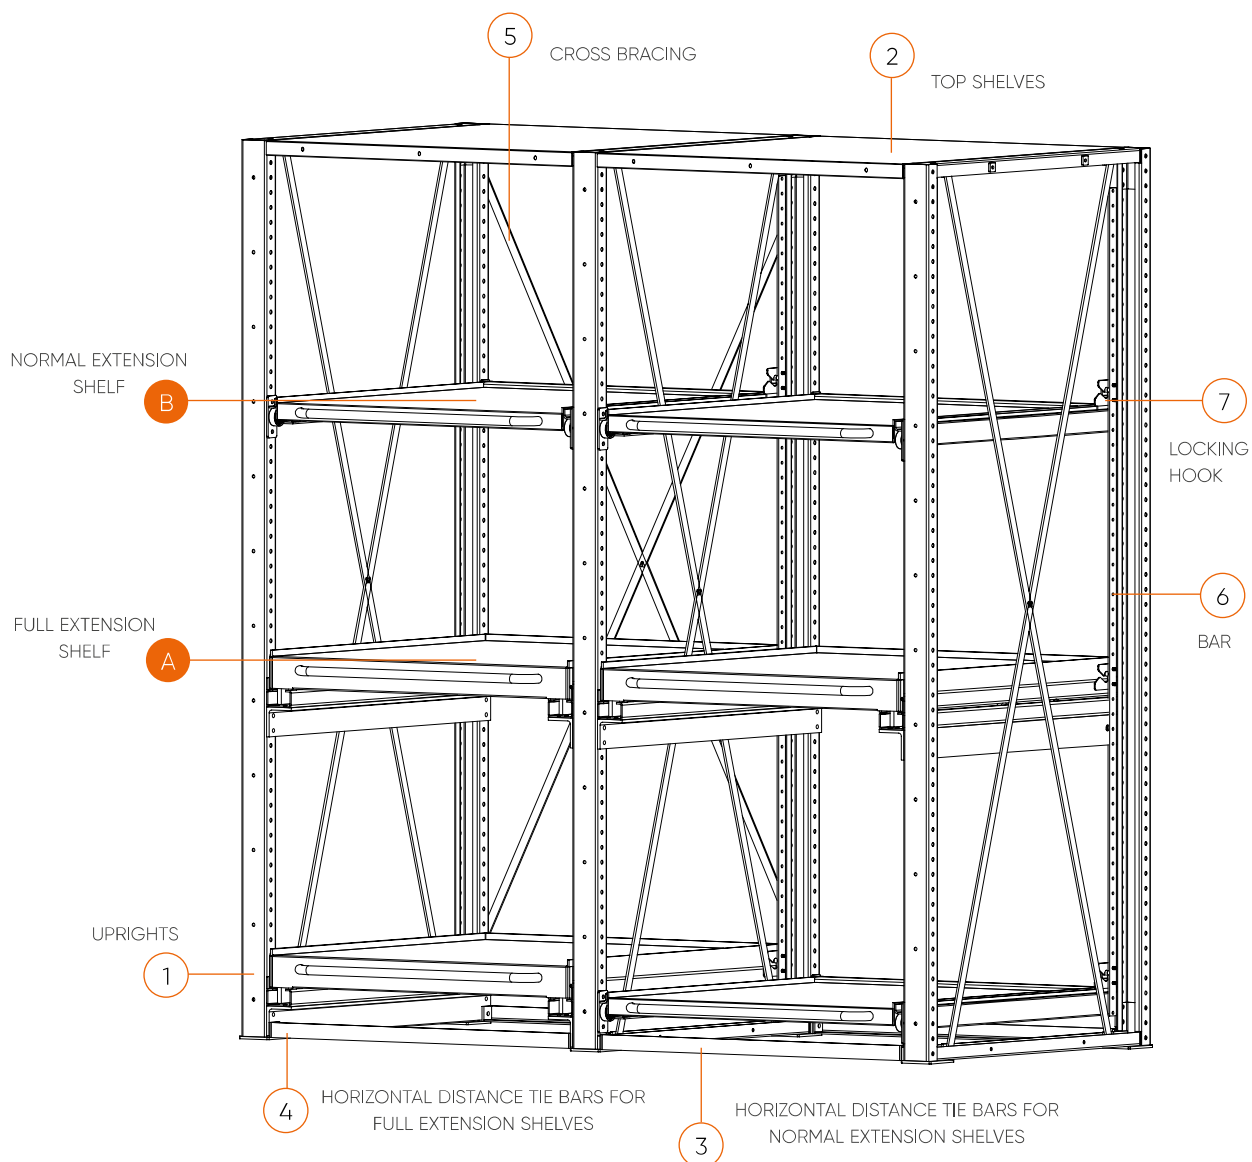 5
CROSS BRACING
2
TOP SHELVES
NORMAL EXTENSION
SHELF
B
7
LOCKING
HOOK
6
BAR
FULL EXTENSION
SHELF
A
UPRIGHTS
1
4
HORIZONTAL DISTANCE TIE BARS FOR
FULL EXTENSION SHELVES
3
HORIZONTAL DISTANCE TIE BARS FOR
NORMAL EXTENSION SHELVES